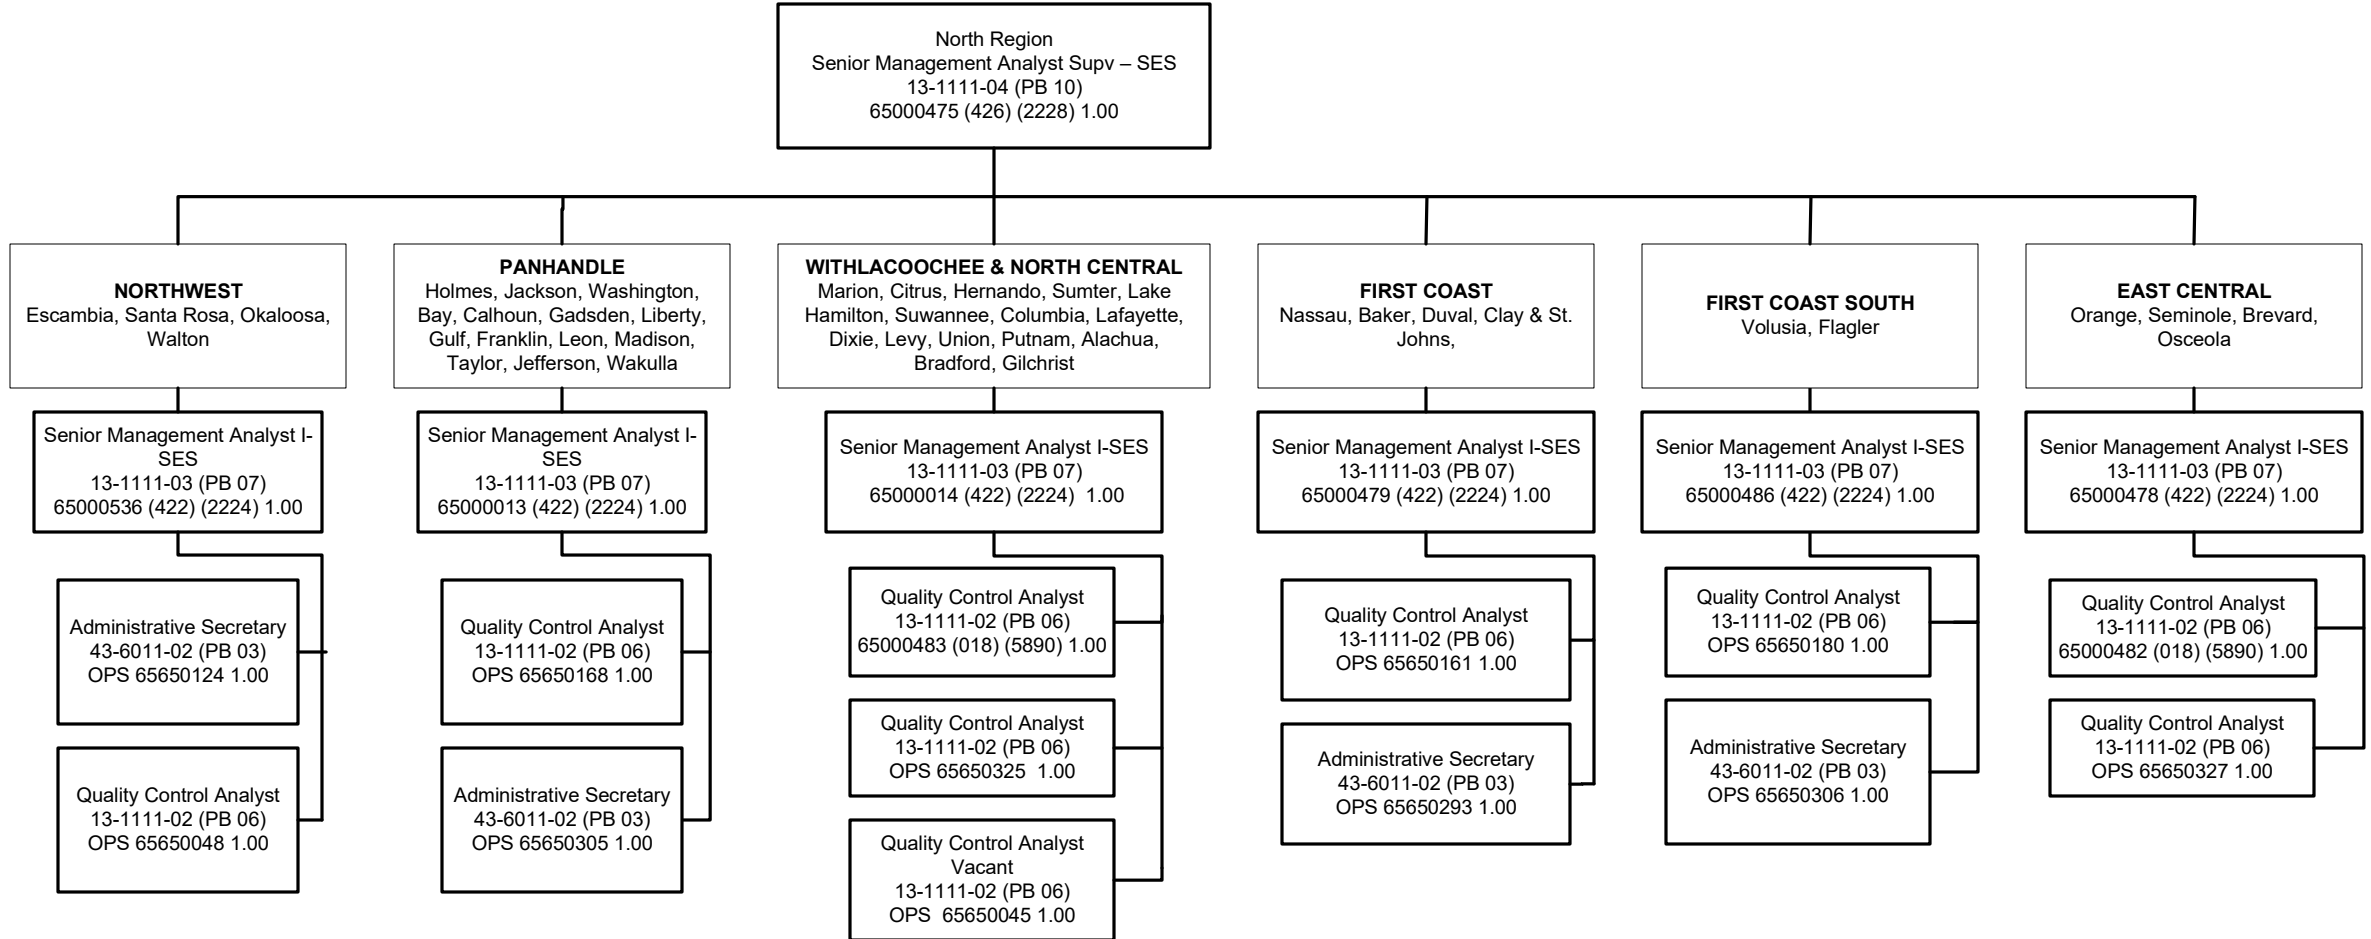 North Region
Senior Management Analyst Supv – SES
13-1111-04 (PB 10)
65000475 (426) (2228) 1.00
NORTHWEST
Escambia, Santa Rosa, Okaloosa,
Walton
Senior Management Analyst I-
SES
13-1111-03 (PB 07)
65000536 (422) (2224) 1.00
Administrative Secretary
43-6011-02 (PB 03)
OPS 65650124 1.00
Quality Control Analyst
13-1111-02 (PB 06)
OPS 65650048 1.00
PANHANDLE
Holmes, Jackson, Washington,
Bay, Calhoun, Gadsden, Liberty,
Gulf, Franklin, Leon, Madison,
Taylor, Jefferson, Wakulla
Senior Management Analyst I-
SES
13-1111-03 (PB 07)
65000013 (422) (2224) 1.00
Quality Control Analyst
13-1111-02 (PB 06)
OPS 65650168 1.00
Administrative Secretary
43-6011-02 (PB 03)
OPS 65650305 1.00
WITHLACOOCHEE & NORTH CENTRAL
Marion, Citrus, Hernando, Sumter, Lake
Hamilton, Suwannee, Columbia, Lafayette,
Dixie, Levy, Union, Putnam, Alachua,
Bradford, Gilchrist
Senior Management Analyst I-SES
13-1111-03 (PB 07)
65000014 (422) (2224)  1.00
Quality Control Analyst
13-1111-02 (PB 06)
65000483 (018) (5890) 1.00
Quality Control Analyst
13-1111-02 (PB 06)
OPS 65650325  1.00
Quality Control Analyst
Vacant
13-1111-02 (PB 06)
OPS  65650045 1.00
FIRST COAST
Nassau, Baker, Duval, Clay & St.
Johns,
Senior Management Analyst I-SES
13-1111-03 (PB 07)
65000479 (422) (2224) 1.00
Quality Control Analyst
13-1111-02 (PB 06)
OPS 65650161 1.00
Administrative Secretary
43-6011-02 (PB 03)
OPS 65650293 1.00
FIRST COAST SOUTH
Volusia, Flagler
Senior Management Analyst I-SES
13-1111-03 (PB 07)
65000486 (422) (2224) 1.00
Quality Control Analyst
13-1111-02 (PB 06)
OPS 65650180 1.00
Administrative Secretary
43-6011-02 (PB 03)
OPS 65650306 1.00
EAST CENTRAL
Orange, Seminole, Brevard,
Osceola
Senior Management Analyst I-SES
13-1111-03 (PB 07)
65000478 (422) (2224) 1.00
Quality Control Analyst
13-1111-02 (PB 06)
65000482 (018) (5890) 1.00
Quality Control Analyst
13-1111-02 (PB 06)
OPS 65650327 1.00